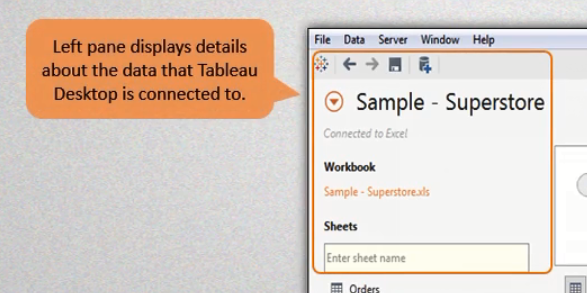 Left pane displays details
about the data that Tableau
Desktop is connected to.
File Data Server Window Help
Sample - Superstore
Connected to Excel
Workbook
Sample - Superstore.xls
Sheets
Enter sheet name
Orders